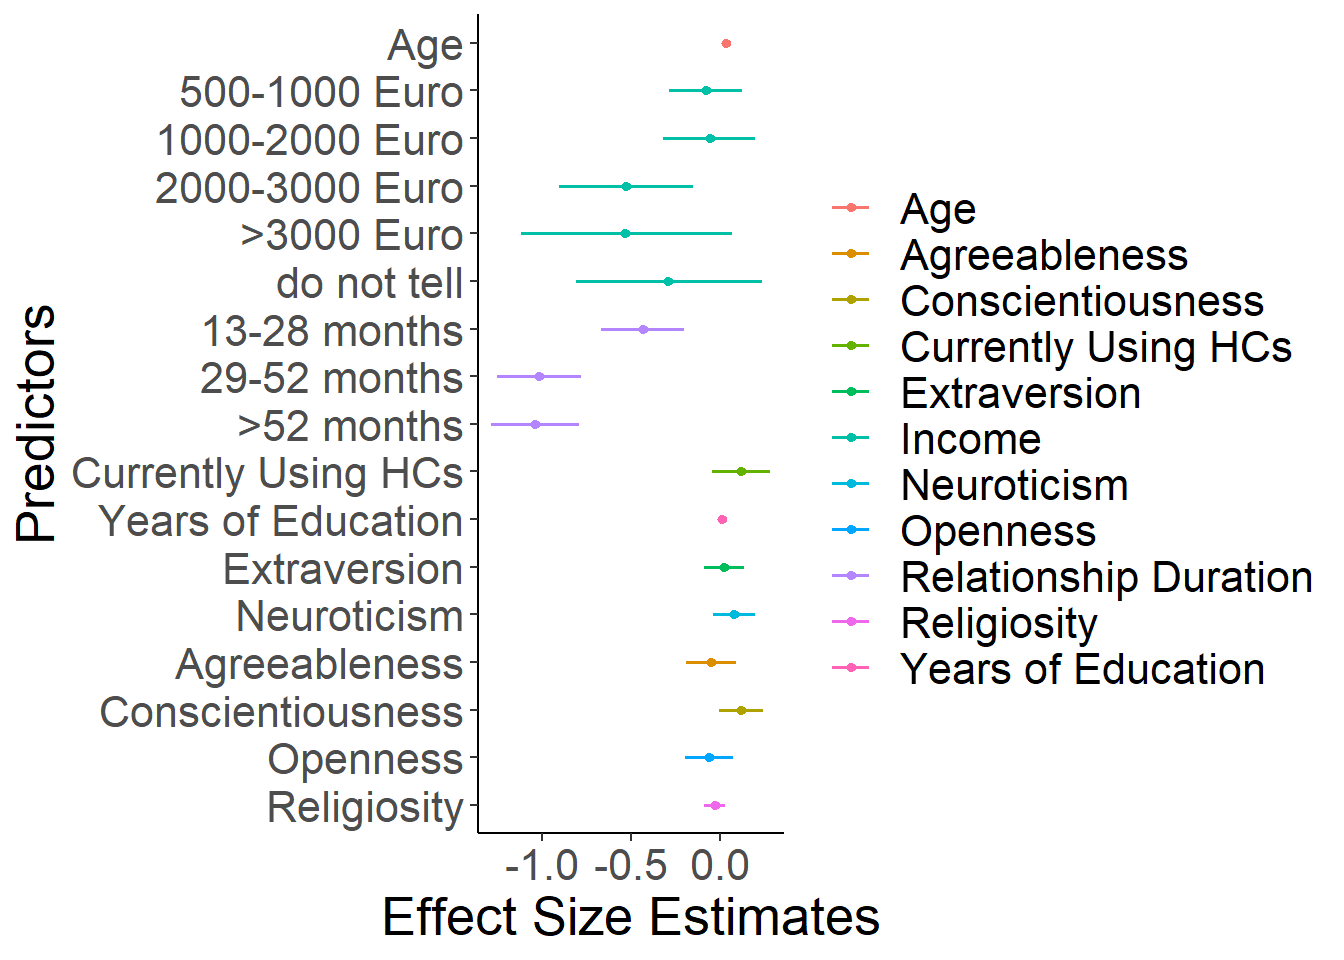 Predictors
Age
500-1000 Euro
1000-2000 Euro
2000-3000 Euro
>3000 Euro
do not tell
13-28 months
29-52 months
>52 months
Currently Using HCs
Years of Education
Extraversion
Neuroticism
Agreeableness
Conscientiousness
Openness
Religiosity
-1.0 -0.5 0.0
Effect Size Estimates
Age
Agreeableness
Conscientiousness
Currently Using HCs
Extraversion
Income
Neuroticism
Openness
Relationship Duration
Religiosity
Years of Education